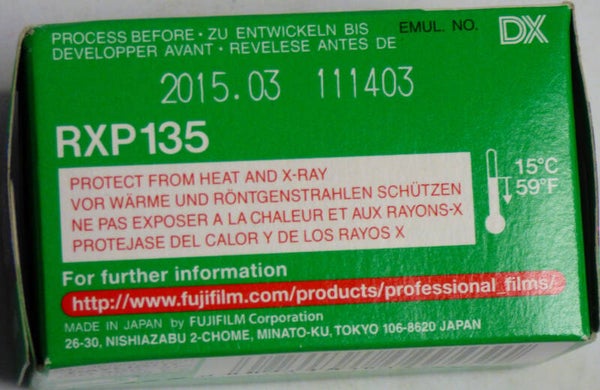 PROCESS BEFORE • ZU ENTWICKELN BIS
DEVELOPPER AVANT • REVELESE ANTES DE
EMUL. NO.
DX
2015.03 111403
RXP135
PROTECT FROM HEAT AND X-RAY
VOR WÄRME UND RÖNTGENSTRAHLEN SCHÜTZEN
NE PAS EXPOSER A LA CHALEUR ET AUX RAYONS-X
PROTEJASE DEL CALOR Y DE LOS RAYOS X
15°C
59°F
For further information
http://www.fujifilm.com/products/professional_films/
MADE IN JAPAN by FUJIFILM Corporation
26-30, NISHIAZABU 2-CHOME, MINATO-KU, TOKYO 106-8620 JAPAN